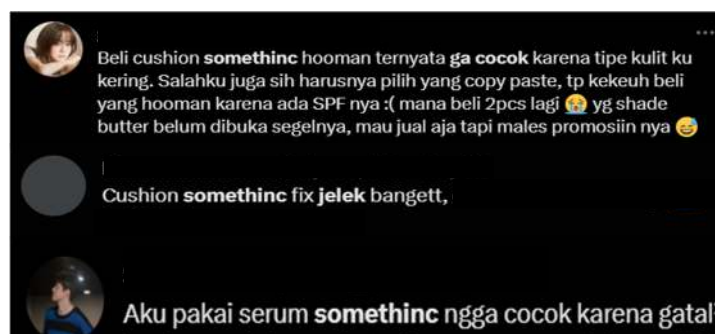 Beli cushion somethinc hooman ternyata ga cocok karena tipe kulit ku
kering. Salahku juga sih harusnya pilih yang copy paste, tp kekeuh beli
yang hooman karena ada SPF nya :( mana beli 2pcs lagi 😭 yg shade
butter belum dibuka segelnya, mau jual aja tapi males promosiin nya 😅
Cushion somethinc fix jelek bangett,
Aku pakai serum somethinc ngga cocok karena gatal